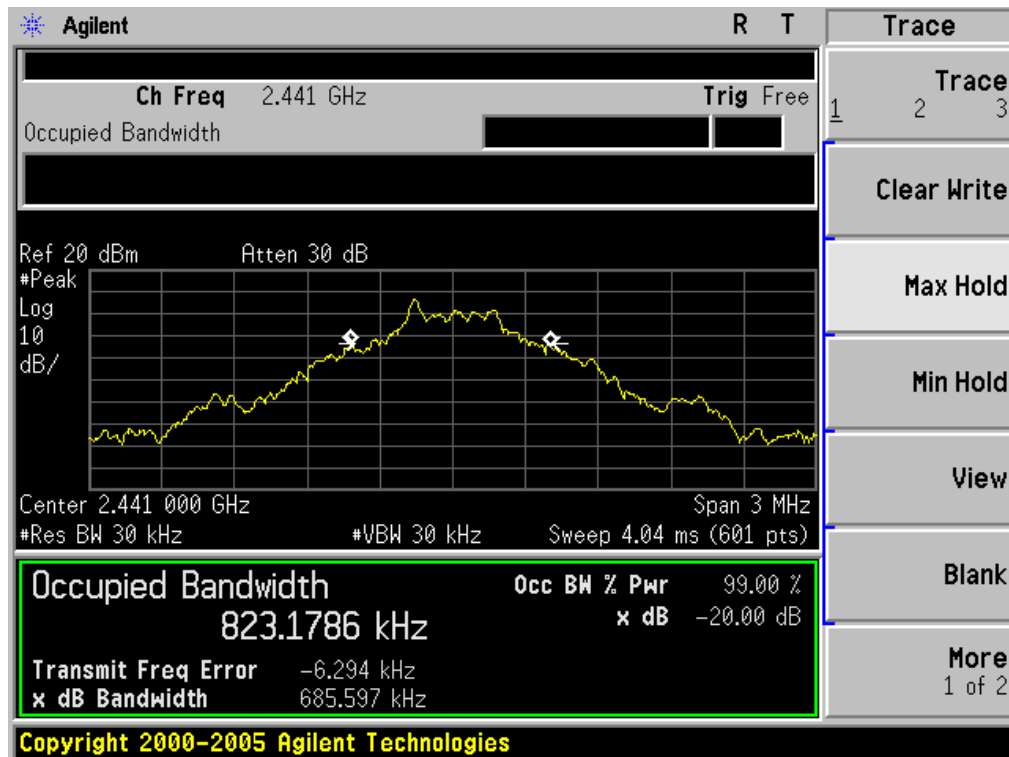 Agilent R T Trace
Ch Freq 2.441 GHz Trig Free
Occupied Bandwidth
Trace
1 2 3
Clear Write
Max Hold
Min Hold
View
Blank
More
1 of 2
Ref 20 dBm Atten 30 dB
#Peak
Log
10
dB/
Center 2.441 000 GHz Span 3 MHz
#Res BW 30 kHz #VBW 30 kHz Sweep 4.04 ms (601 pts)
Occupied Bandwidth Occ BW % Pwr 99.00 %
823.1786 kHz x dB -20.00 dB
Transmit Freq Error -6.294 kHz
x dB Bandwidth 685.597 kHz
Copyright 2000-2005 Agilent Technologies